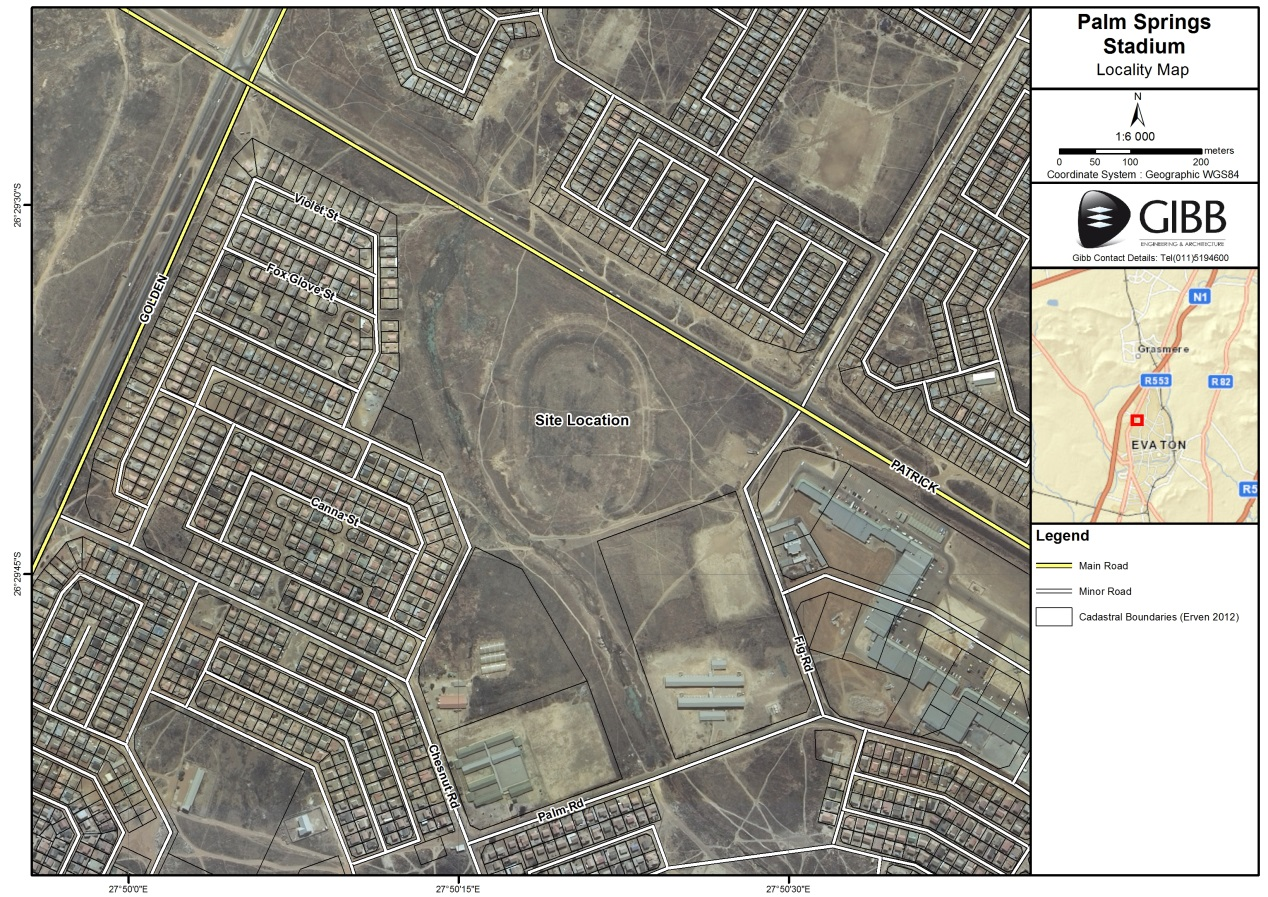 Palm Springs
Stadium
Locality Map
N
1:6 000
meters
0 50 100 200
Coordinate System : Geographic WGS84
GIBB
ENGINEERING & ARCHITECTURE
Gibb Contact Details: Tel(011)5194600
N1
Grasmere
R553
R82
EVATON
R5
Legend
Main Road
Minor Road
Cadastral Boundaries (Erven 2012)
Violet St
Fox Glove St
GOLDEN
Site Location
PATRICK
Canna St
Fig Rd
Chesnut Rd
Palm Rd
26°29'30"S
26°29'45"S
27°50'0"E
27°50'15"E
27°50'30"E